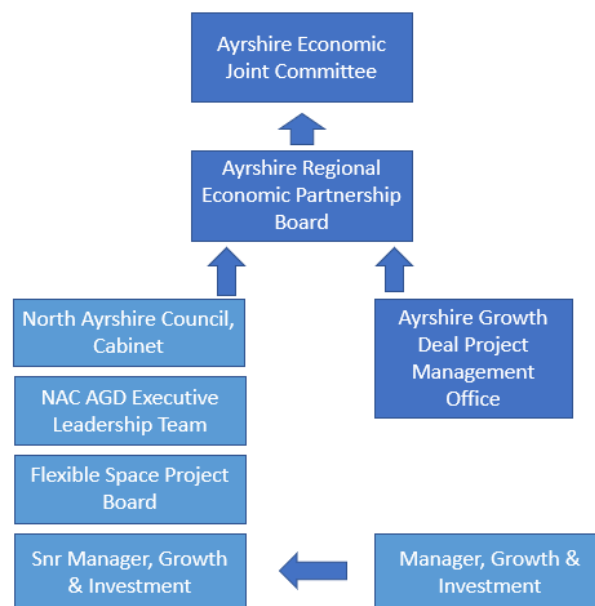 Ayrshire Economic
Joint Committee
Ayrshire Regional
Economic Partnership
Board
North Ayrshire Council,
Cabinet
Ayrshire Growth
Deal Project
Management
Office
NAC AGD Executive
Leadership Team
Flexible Space Project
Board
Snr Manager, Growth
& Investment
Manager, Growth &
Investment